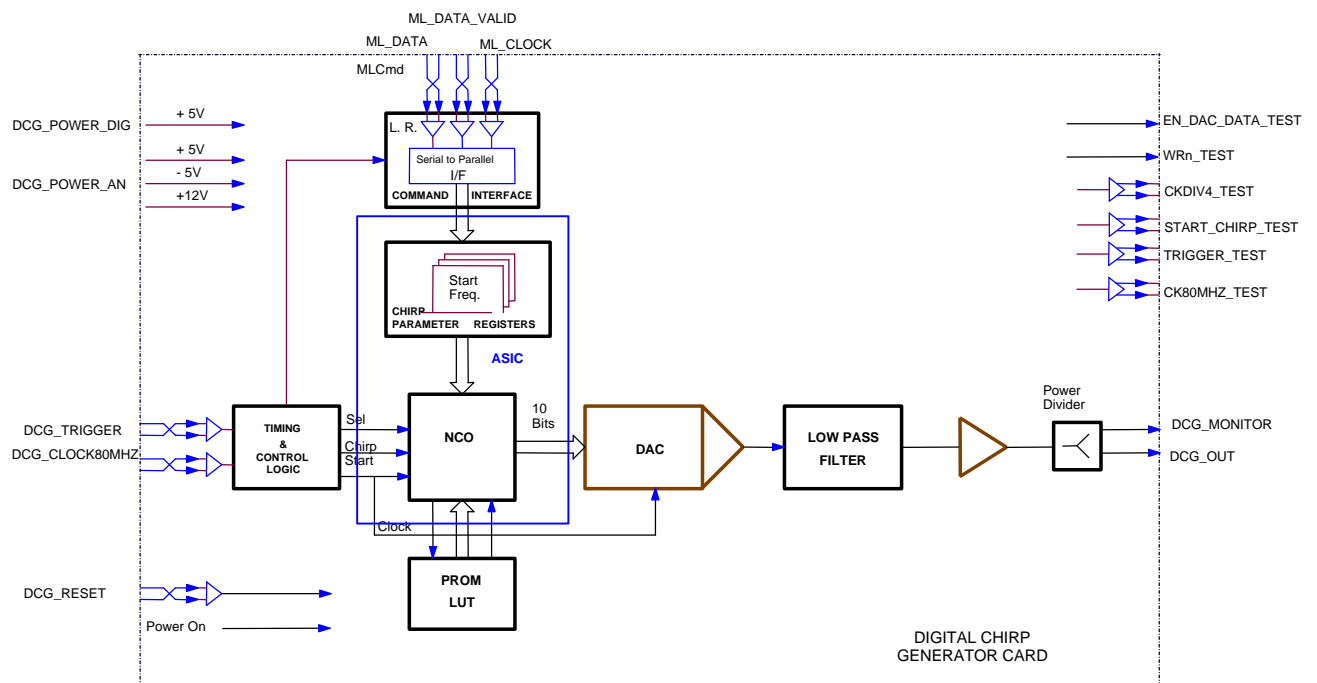 ML_DATA_VALID
ML_DATA
ML_CLOCK
MLCmd
DCG_POWER_DIG
+ 5V
+ 5V
DCG_POWER_AN
- 5V
+12V
L. R.
Serial to Parallel
I/F
COMMAND INTERFACE
EN_DAC_DATA_TEST
WRn_TEST
CKDIV4_TEST
START_CHIRP_TEST
TRIGGER_TEST
CK80MHZ_TEST
Start
Freq.
CHIRP
PARAMETER REGISTERS
ASIC
DCG_TRIGGER
DCG_CLOCK80MHZ
TIMING
&
CONTROL
LOGIC
Sel
Chirp
Start
NCO
10
Bits
DAC
LOW PASS
FILTER
Power
Divider
DCG_MONITOR
DCG_OUT
Clock
PROM
LUT
DCG_RESET
Power On
DIGITAL CHIRP
GENERATOR CARD